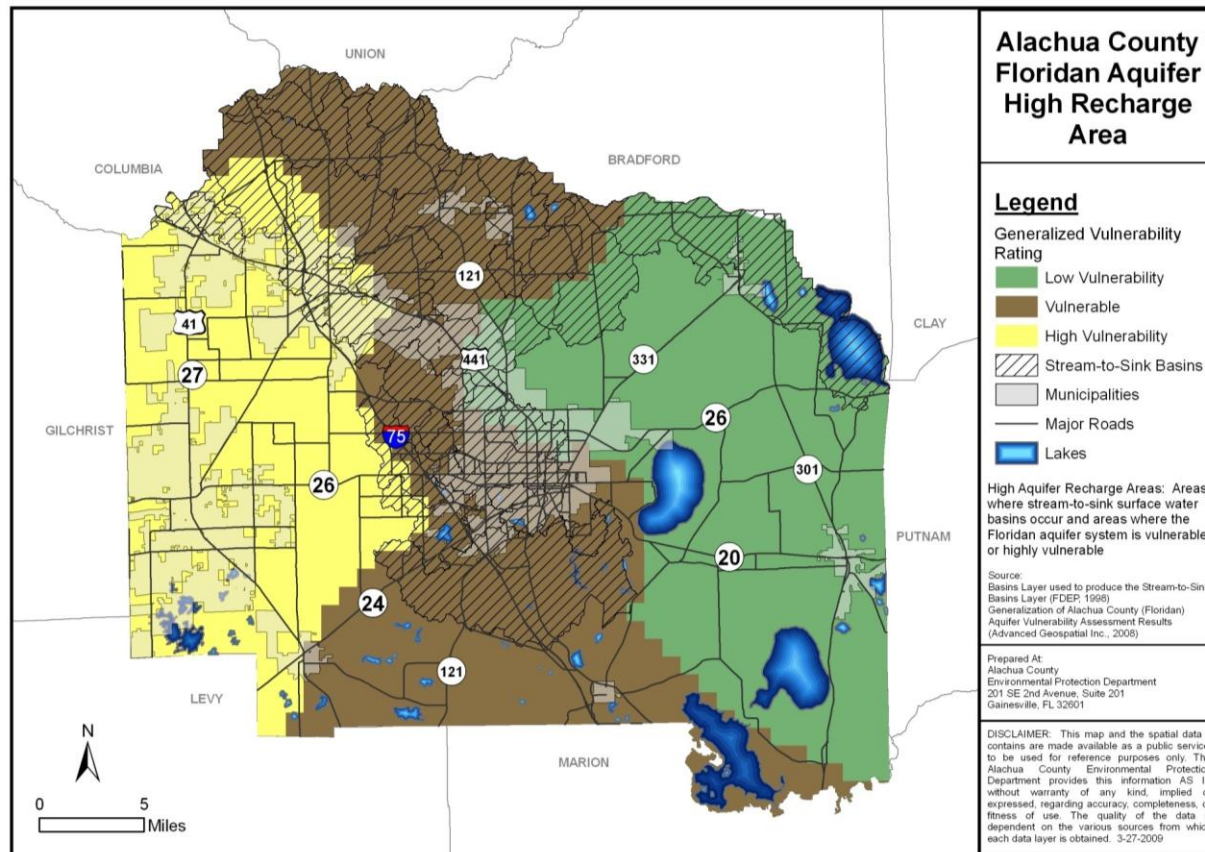 UNION
COLUMBIA
BRADFORD
121
41
441
331
CLAY
27
GILCHRIST
75
26
26
301
20
PUTNAM
24
121
LEVY
N
MARION
0 5
Miles
Alachua County
Floridan Aquifer
High Recharge
Area
Legend
Generalized Vulnerability
Rating
Low Vulnerability
Vulnerable
High Vulnerability
Stream-to-Sink Basins
Municipalities
Major Roads
Lakes
High Aquifer Recharge Areas: Areas
where stream-to-sink surface water
basins occur and areas where the
Floridan aquifer system is vulnerable
or highly vulnerable
Source:
Basins Layer used to produce the Stream-to-Sin
Basins Layer (FDEP, 1998)
Generalization of Alachua County (Floridan)
Aquifer Vulnerability Assessment Results
(Advanced Geospatial Inc., 2008)
Prepared At:
Alachua County
Environmental Protection Department
201 SE 2nd Avenue, Suite 201
Gainesville, FL 32601
DISCLAIMER: This map and the spatial data
contains are made available as a public service
to be used for reference purposes only. Th
Alachua County Environmental Protectio
Department provides this information AS I
without warranty of any kind, implied o
expressed, regarding accuracy, completeness, o
fitness of use. The quality of the data
dependent on the various sources from whic
each data layer is obtained. 3-27-2009